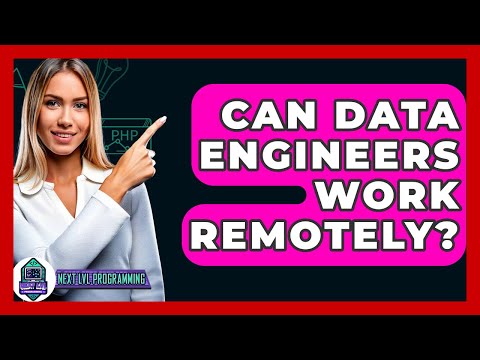 PHP
CAN DATA
ENGINEERS
WORK
REMOTELY?
NEXT LVL PROGRAMMING